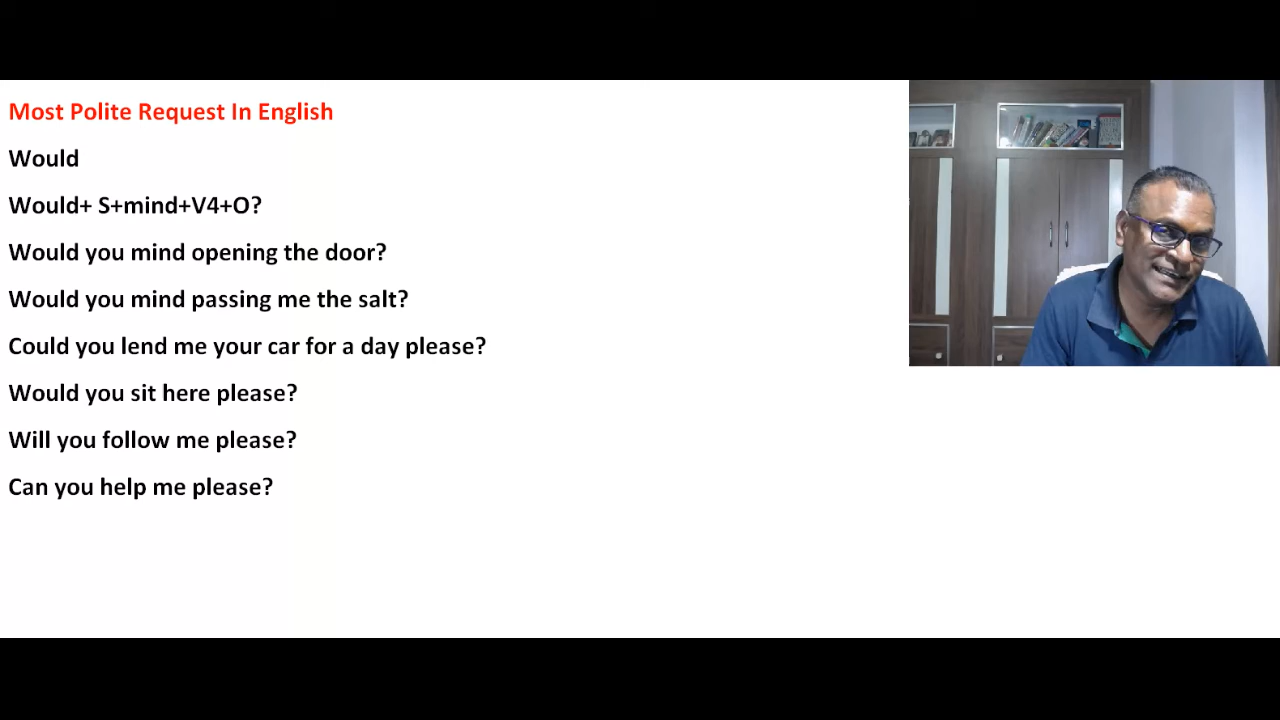 Most Polite Request In English
Would
Would+ S+mind+V4+O?
Would you mind opening the door?
Would you mind passing me the salt?
Could you lend me your car for a day please?
Would you sit here please?
Will you follow me please?
Can you help me please?